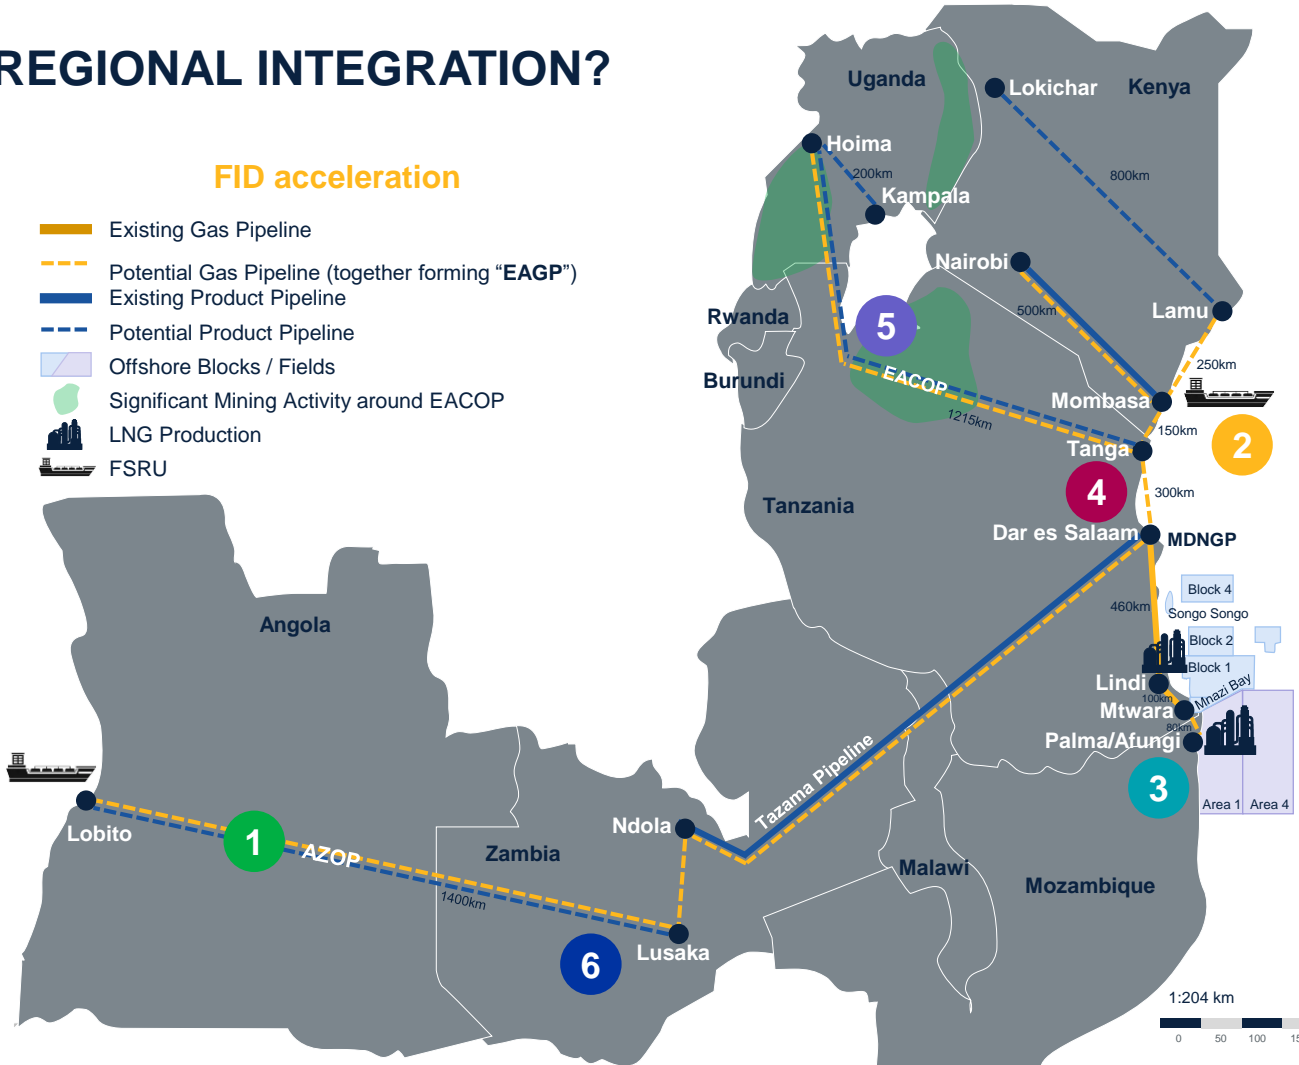 REGIONAL INTEGRATION?
FID acceleration
Existing Gas Pipeline
Potential Gas Pipeline (together forming “EAGP”)
Existing Product Pipeline
Potential Product Pipeline
Offshore Blocks / Fields
Significant Mining Activity around EACOP
LNG Production
FSRU
Uganda
Lokichar
Kenya
Hoima
200km
800km
Kampala
Nairobi
Rwanda
5
500km
Lamu
250km
Burundi
EACOP
Mombasa
1215km
150km
2
Tanga
4
300km
Tanzania
Dar es Salaam
MDNGP
Block 4
460km
Songo Songo
Block 2
Block 1
Lindi
Mnazi Bay
100km
Mtwara
80km
Palma/Afungi
3
Area 1
Area 4
Angola
Tazama Pipeline
Lobito
1
AZOP
1400km
Ndola
Zambia
Malawi
Mozambique
Lusaka
6
1:204 km
0 50 100